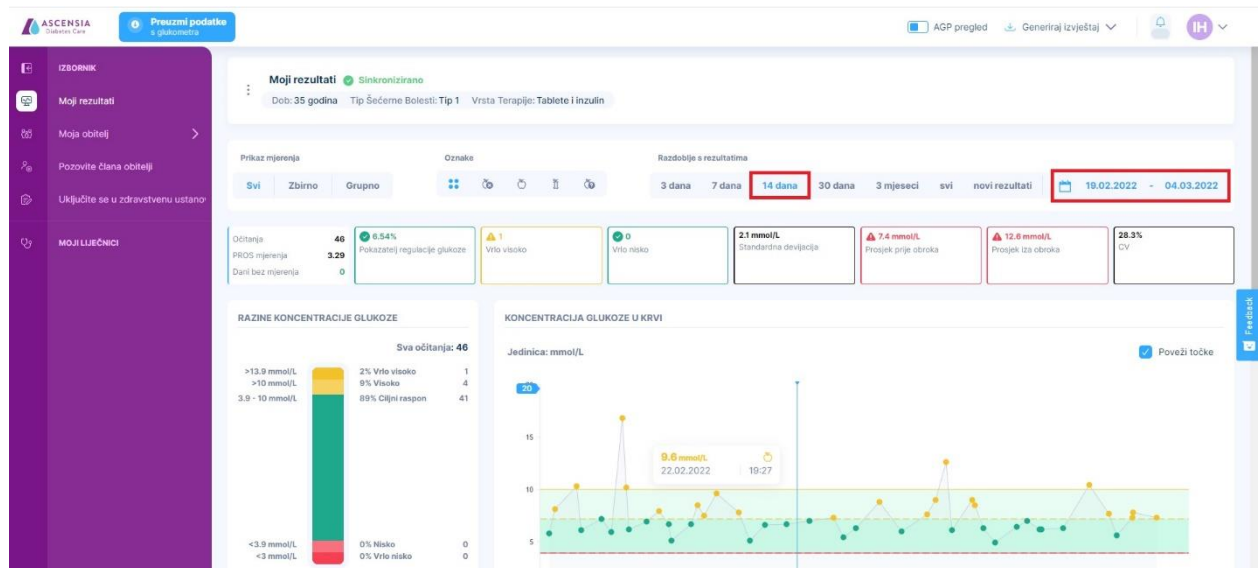 ASCENSIA
Diabetes Care
Preuzmi podatke
s glukometra
AGP pregled
Generiraj izvještaj
IH
IZBORNIK
Moji rezultati
Moja obitelj
Pozovite člana obitelji
Uključite se u zdravstvenu ustano
MOJI LIJEČNICI
Moji rezultati Sinkronizirano
Dob: 35 godina Tip Šećerne Bolesti: Tip 1 Vrsta Terapije: Tablete i inzulin
Prikaz mjerenja
Svi Zbirno Grupno
Oznake
Razdoblje s rezultatima
3 dana 7 dana 14 dana 30 dana 3 mjeseci svi novi rezultati 19.02.2022 - 04.03.2022
Očitanja 46
PROS mjerenja 3.29
Dani bez mjerenja 0
6.54%
Pokazatelj regulacije glukoze
1
Vrlo visoko
0
Vrlo nisko
2.1 mmol/L
Standardna devijacija
7.4 mmol/L
Prosjek prije obroka
12.6 mmol/L
Prosjek iza obroka
28.3%
CV
RAZINE KONCENTRACIJE GLUKOZE
Sva očitanja: 46
>13.9 mmol/L 2% Vrlo visoko 1
>10 mmol/L 9% Visoko 4
3.9 - 10 mmol/L 89% Ciljni raspon 41
<3.9 mmol/L 0% Nisko 0
<3 mmol/L 0% Vrlo nisko 0
KONCENTRACIJA GLUKOZE U KRVI
Jedinica: mmol/L
Poveži točke
20
15
10
5
9.6 mmol/L
22.02.2022 19:27
Feedback